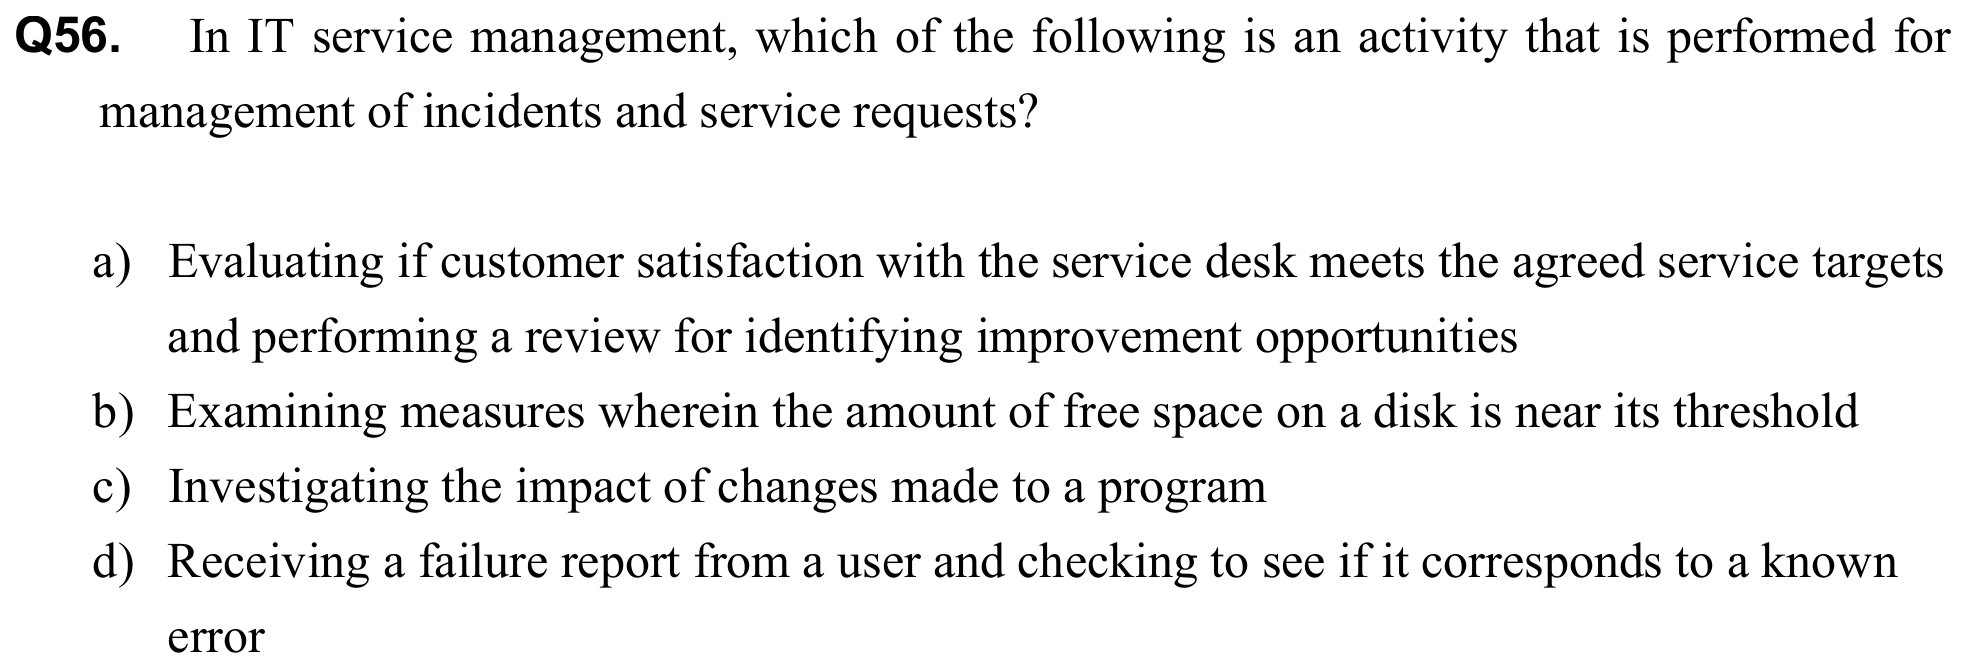 Q56. In IT service management, which of the following is an activity that is performed for
management of incidents and service requests?
a) Evaluating if customer satisfaction with the service desk meets the agreed service targets
and performing a review for identifying improvement opportunities
b) Examining measures wherein the amount of free space on a disk is near its threshold
c) Investigating the impact of changes made to a program
d) Receiving a failure report from a user and checking to see if it corresponds to a known
error